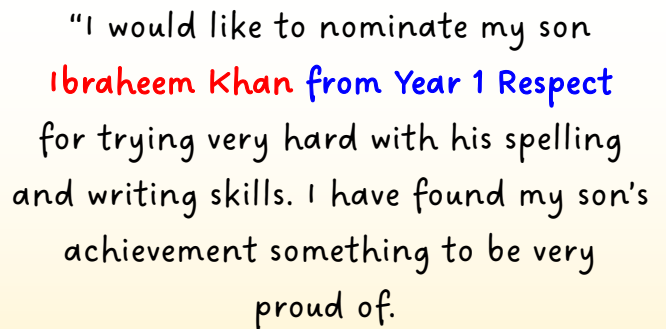 “I would like to nominate my son
Ibraheem Khan from Year 1 Respect
for trying very hard with his spelling
and writing skills. I have found my son's
achievement something to be very
proud of.